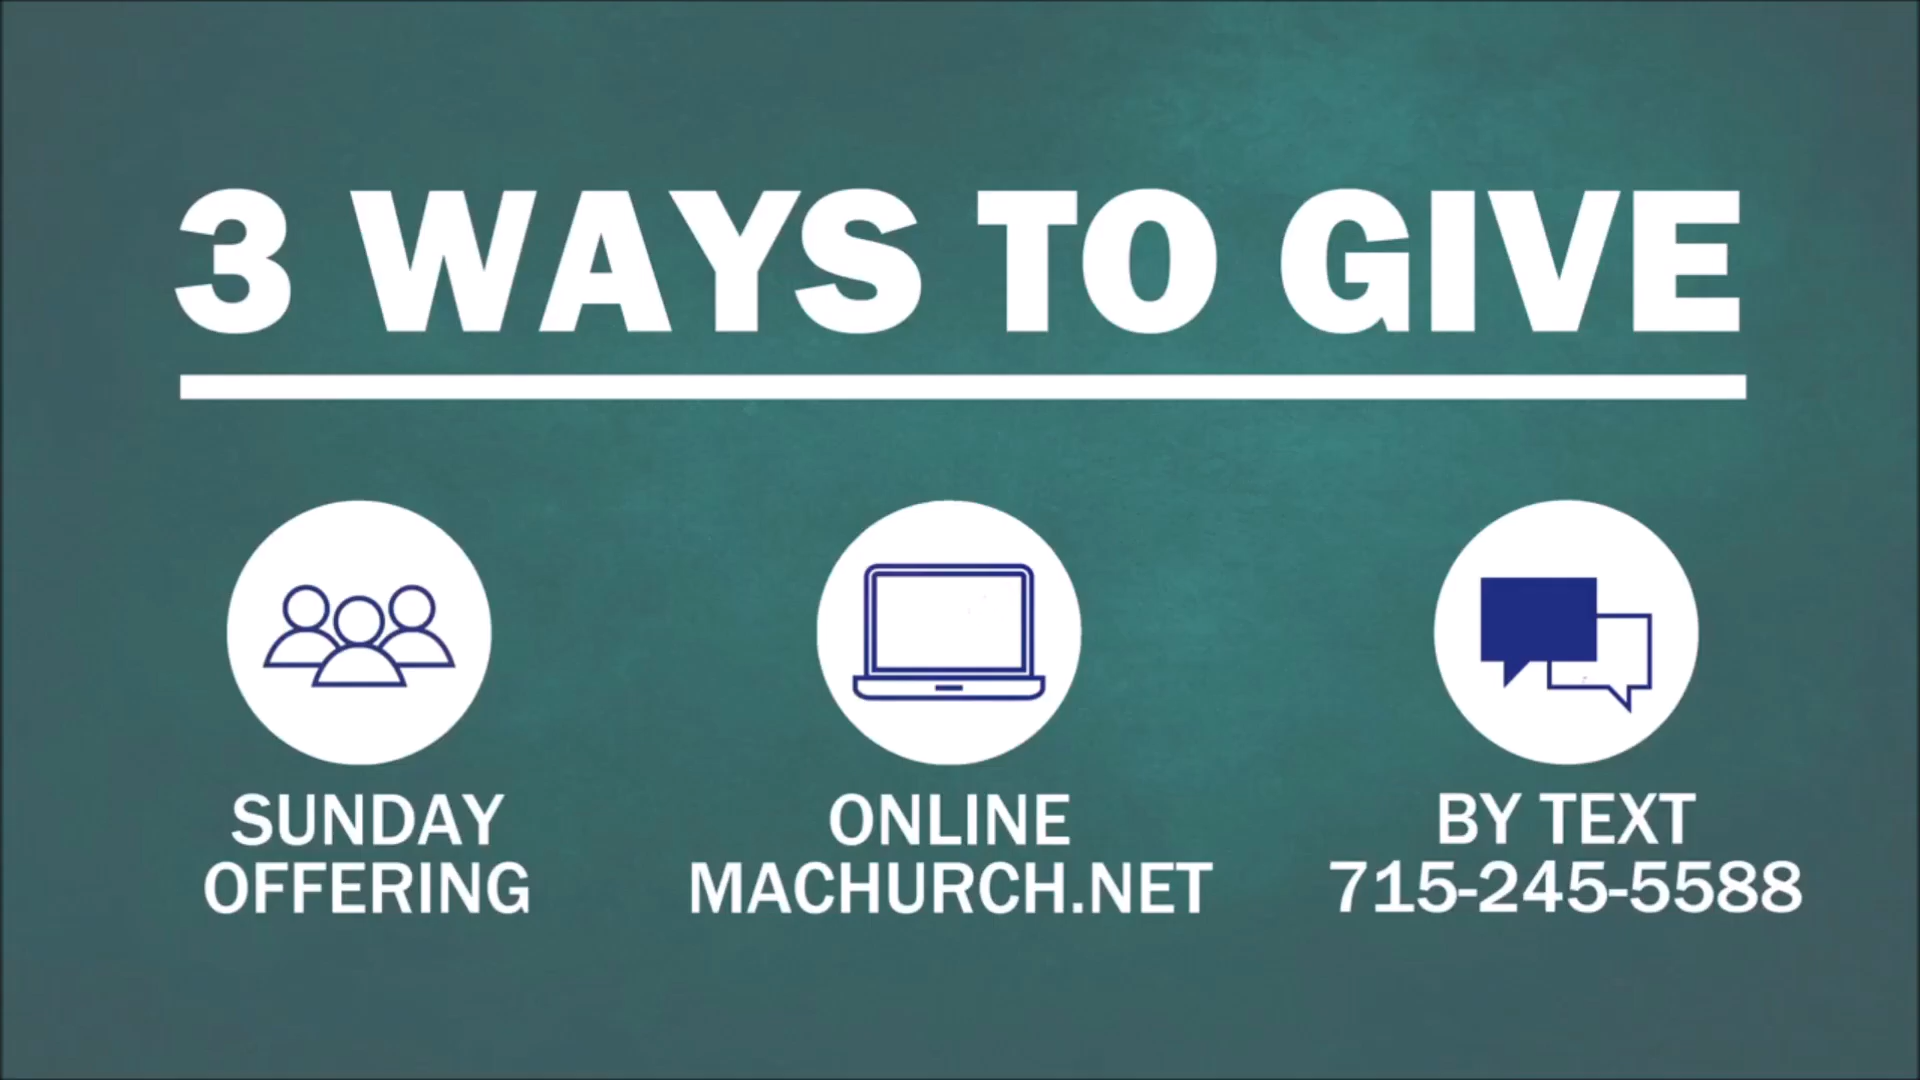 3 WAYS TO GIVE
SUNDAY
OFFERING
ONLINE
MACHURCH.NET
BY TEXT
715-245-5588